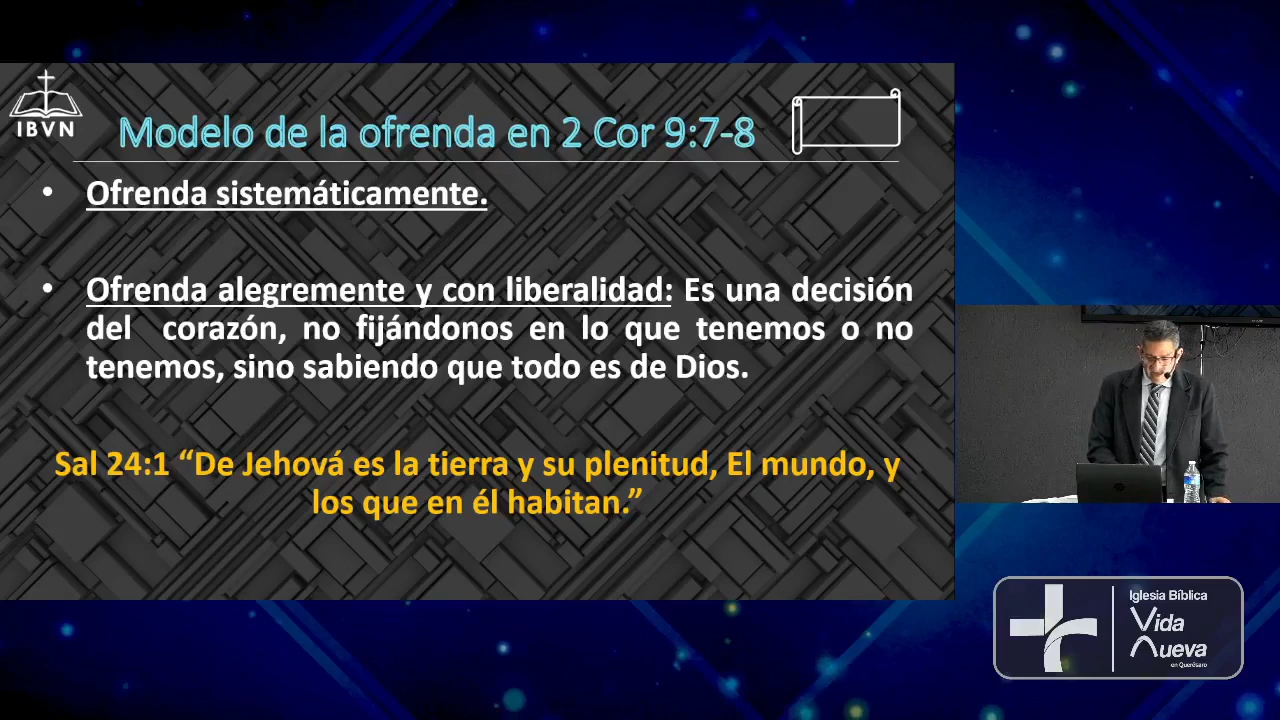 IBVN
Modelo de la ofrenda en 2 Cor 9:7-8
• Ofrenda sistemáticamente.
• Ofrenda alegremente y con liberalidad: Es una decisión
del corazón, no fijándonos en lo que tenemos o no
tenemos, sino sabiendo que todo es de Dios.
Sal 24:1 “De Jehová es la tierra y su plenitud, El mundo, y
los que en él habitan.”
Iglesia Bíblica
Vida
Nueva
en Querétaro